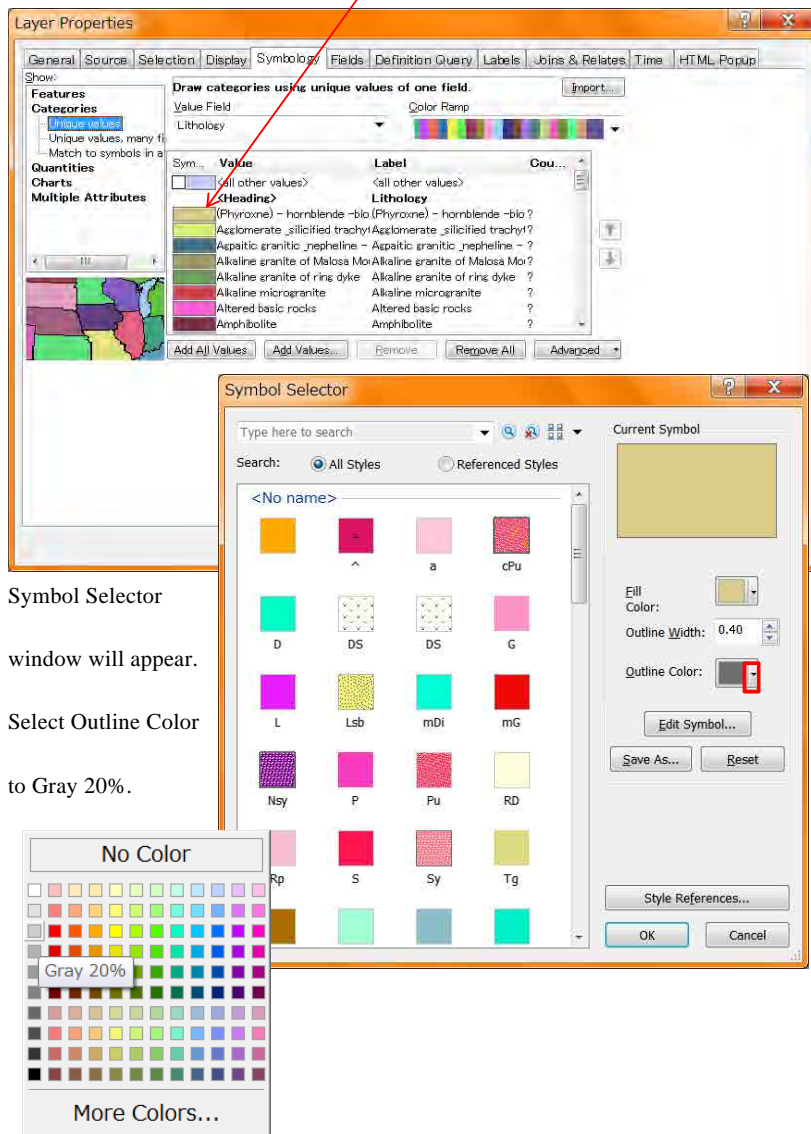 Layer Properties
General Source Selection Display Symbology Fields Definition Query Labels Joins & Relates Time HTML Popup
Show:
Features
Categories
Unique values
Unique values, many fi
Match to symbols in a
Quantities
Charts
Multiple Attributes
Draw categories using unique values of one field.
Import...
Value Field
Color Ramp
Lithology
Sym... Value Label Cou...
<all other values> <all other values>
<Heading> Lithology
(Phyroxne) - hornblende -bio (Phyroxne) - hornblende -bio ?
Agglomerate _silicified trachyt Agglomerate _silicified trachyt ?
Agpaitic granitic _nepheline - Agpaitic granitic _nepheline - ?
Alkaline granite of Malosa Mor Alkaline granite of Malosa Mor ?
Alkaline granite of ring dyke Alkaline granite of ring dyke ?
Alkaline microgranite Alkaline microgranite ?
Altered basic rocks Altered basic rocks ?
Amphibolite Amphibolite ?
Add All Values Add Values... Remove Remove All Advanced
Symbol Selector
Type here to search
Search: All Styles Referenced Styles
<No name>
^ a cPu
D DS DS G
L Lsb mDi mG
Nsy P Pu RD
Rp S Sy Tg
Current Symbol
Fill
Color:
Outline Width: 0.40
Outline Color:
Edit Symbol...
Save As... Reset
Style References...
OK Cancel
Symbol Selector
window will appear.
Select Outline Color
to Gray 20%.
No Color
Gray 20%
More Colors...